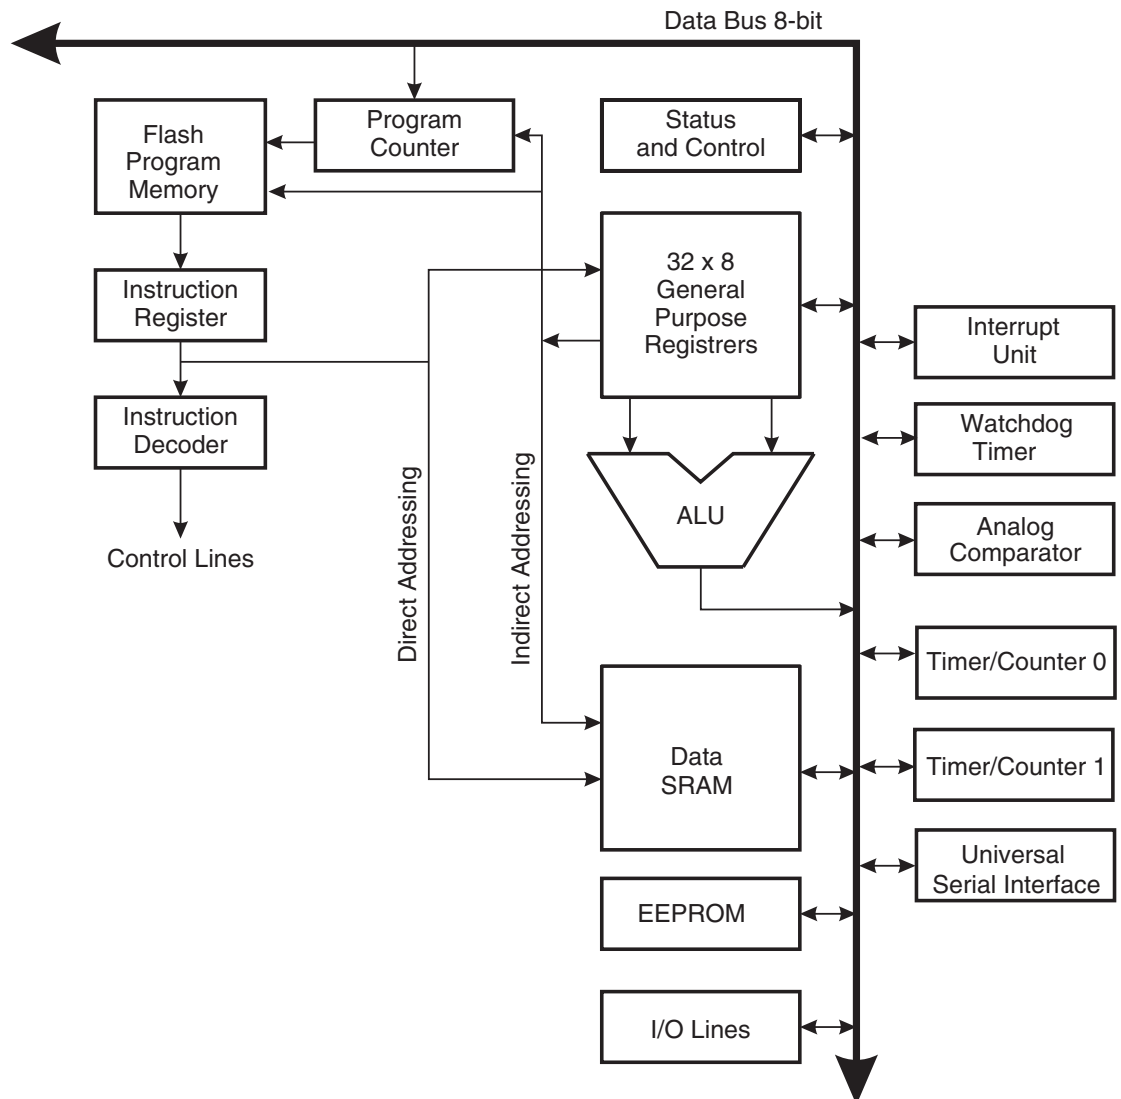 Data Bus 8-bit
Flash
Program
Memory
Program
Counter
Status
and Control
32 x 8
General
Purpose
Registrers
Instruction
Register
Instruction
Decoder
Control Lines
Direct Addressing
Indirect Addressing
ALU
Data
SRAM
EEPROM
I/O Lines
Interrupt
Unit
Watchdog
Timer
Analog
Comparator
Timer/Counter 0
Timer/Counter 1
Universal
Serial Interface